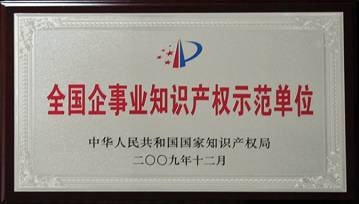 全国企事业知识产权示范单位
中华人民共和国国家知识产权局
二〇〇九年十二月